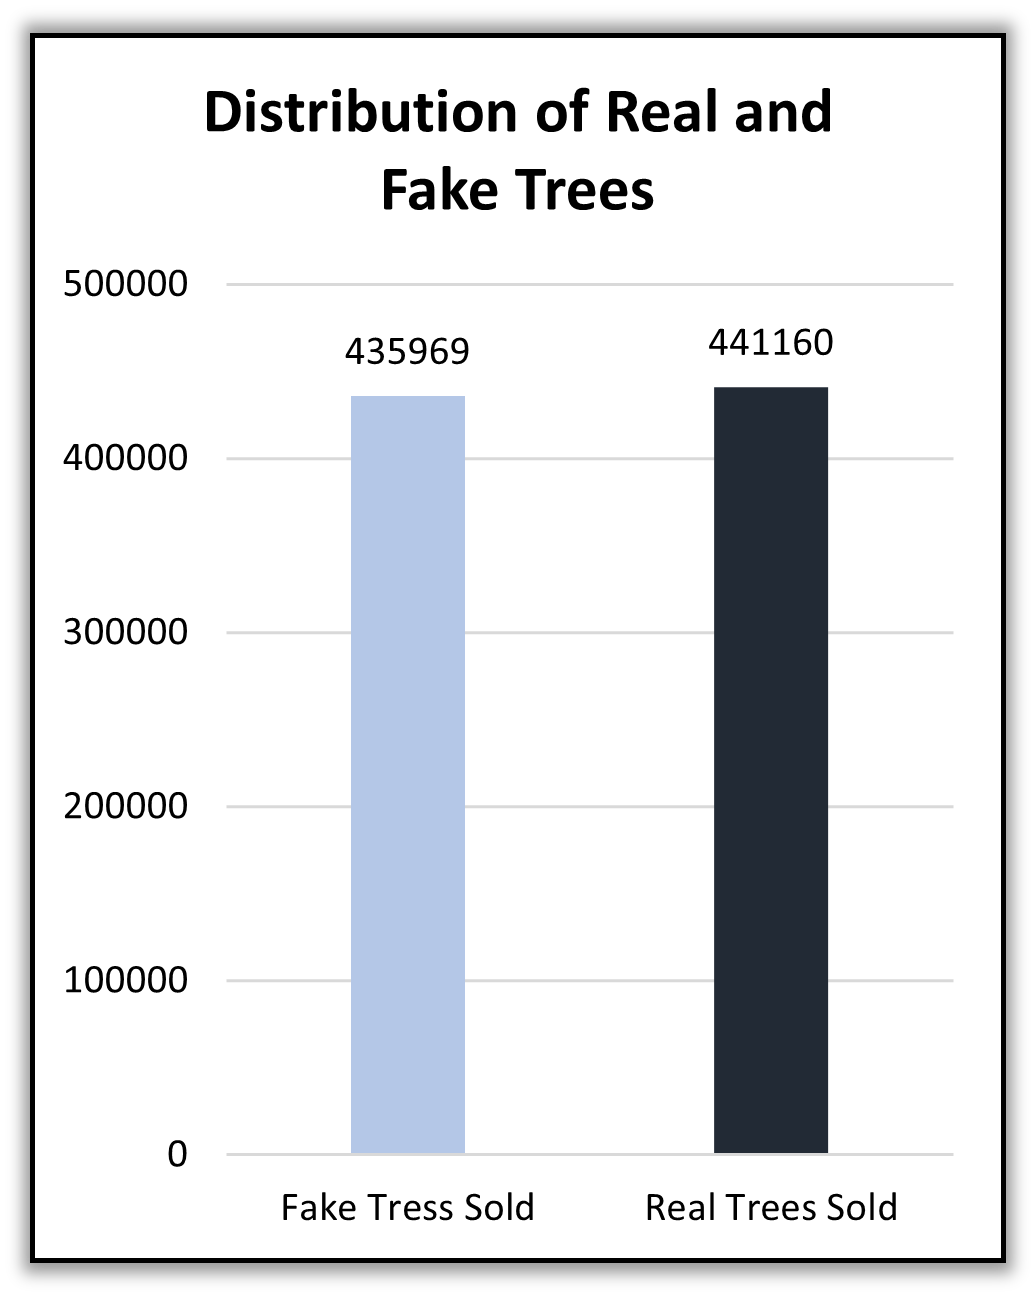 Distribution of Real and
Fake Trees
500000
400000
300000
200000
100000
0
435969
441160
Fake Tress Sold
Real Trees Sold